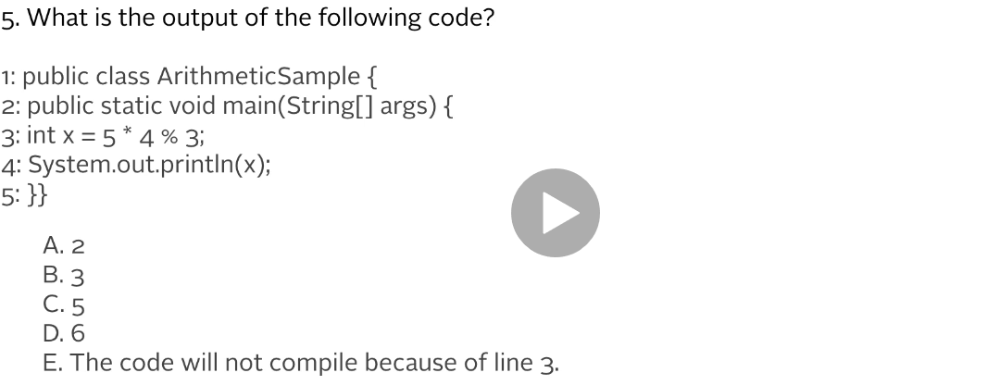 5. What is the output of the following code?
1: public class ArithmeticSample {
2: public static void main(String[] args) {
3: int x = 5 * 4 % 3;
4: System.out.println(x);
5: }}
A. 2
B. 3
C. 5
D. 6
E. The code will not compile because of line 3.